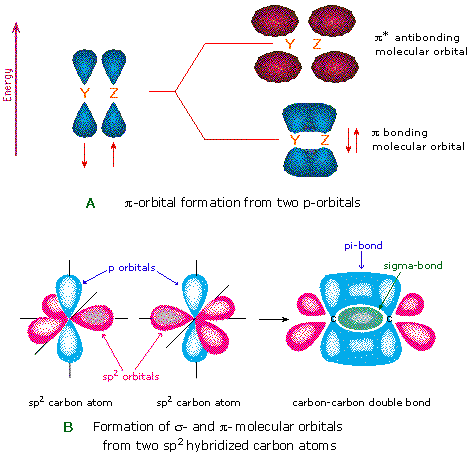 Energy
Y Z
Y Z
π* antibonding
molecular orbital
Y Z
π bonding
molecular orbital
A π-orbital formation from two p-orbitals
p orbitals
pi-bond
sigma-bond
C C
sp² orbitals
sp² carbon atom
sp² carbon atom
carbon-carbon double bond
B Formation of σ- and π- molecular orbitals
from two sp² hybridized carbon atoms